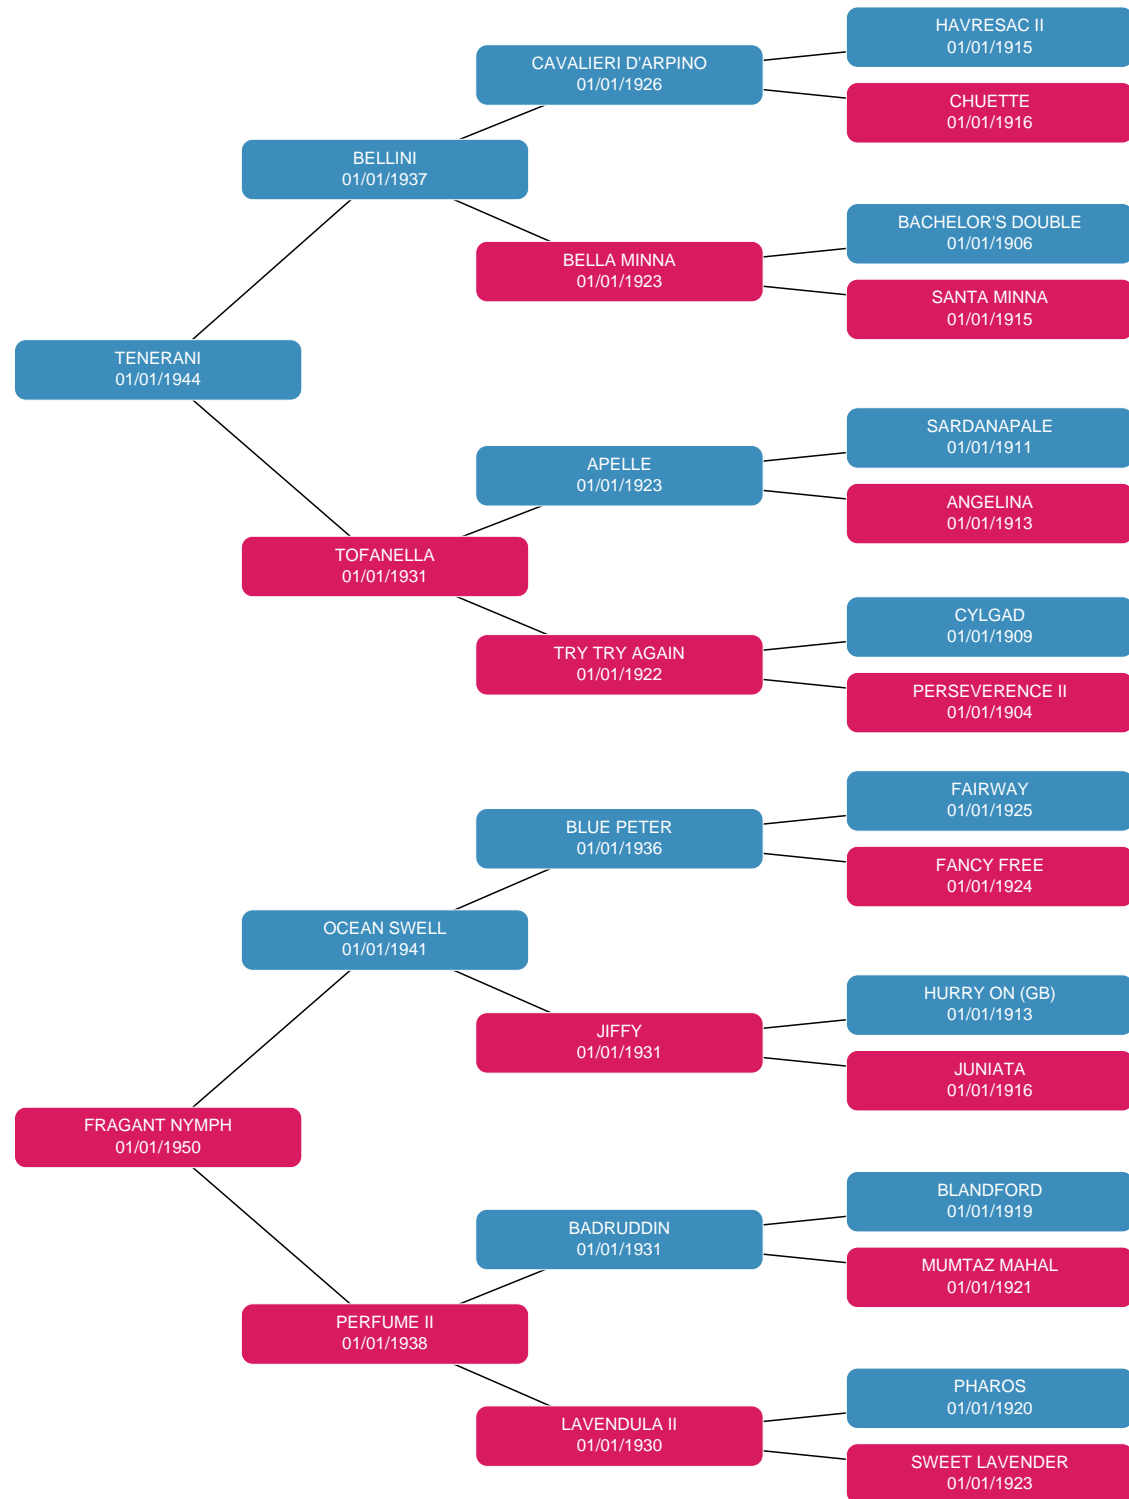 HAVRESAC II
01/01/1915
CAVALIERI D'ARPINO
01/01/1926
CHUETTE
01/01/1916
BELLINI
01/01/1937
BACHELOR'S DOUBLE
01/01/1906
BELLA MINNA
01/01/1923
SANTA MINNA
01/01/1915
TENERANI
01/01/1944
SARDANAPALE
01/01/1911
APELLE
01/01/1923
ANGELINA
01/01/1913
TOFANELLA
01/01/1931
CYLGAD
01/01/1909
TRY TRY AGAIN
01/01/1922
PERSEVERENCE II
01/01/1904
FAIRWAY
01/01/1925
BLUE PETER
01/01/1936
FANCY FREE
01/01/1924
OCEAN SWELL
01/01/1941
HURRY ON (GB)
01/01/1913
JIFFY
01/01/1931
JUNIATA
01/01/1916
FRAGANT NYMPH
01/01/1950
BLANDFORD
01/01/1919
BADRUDDIN
01/01/1931
MUMTAZ MAHAL
01/01/1921
PERFUME II
01/01/1938
PHAROS
01/01/1920
LAVENDULA II
01/01/1930
SWEET LAVENDER
01/01/1923